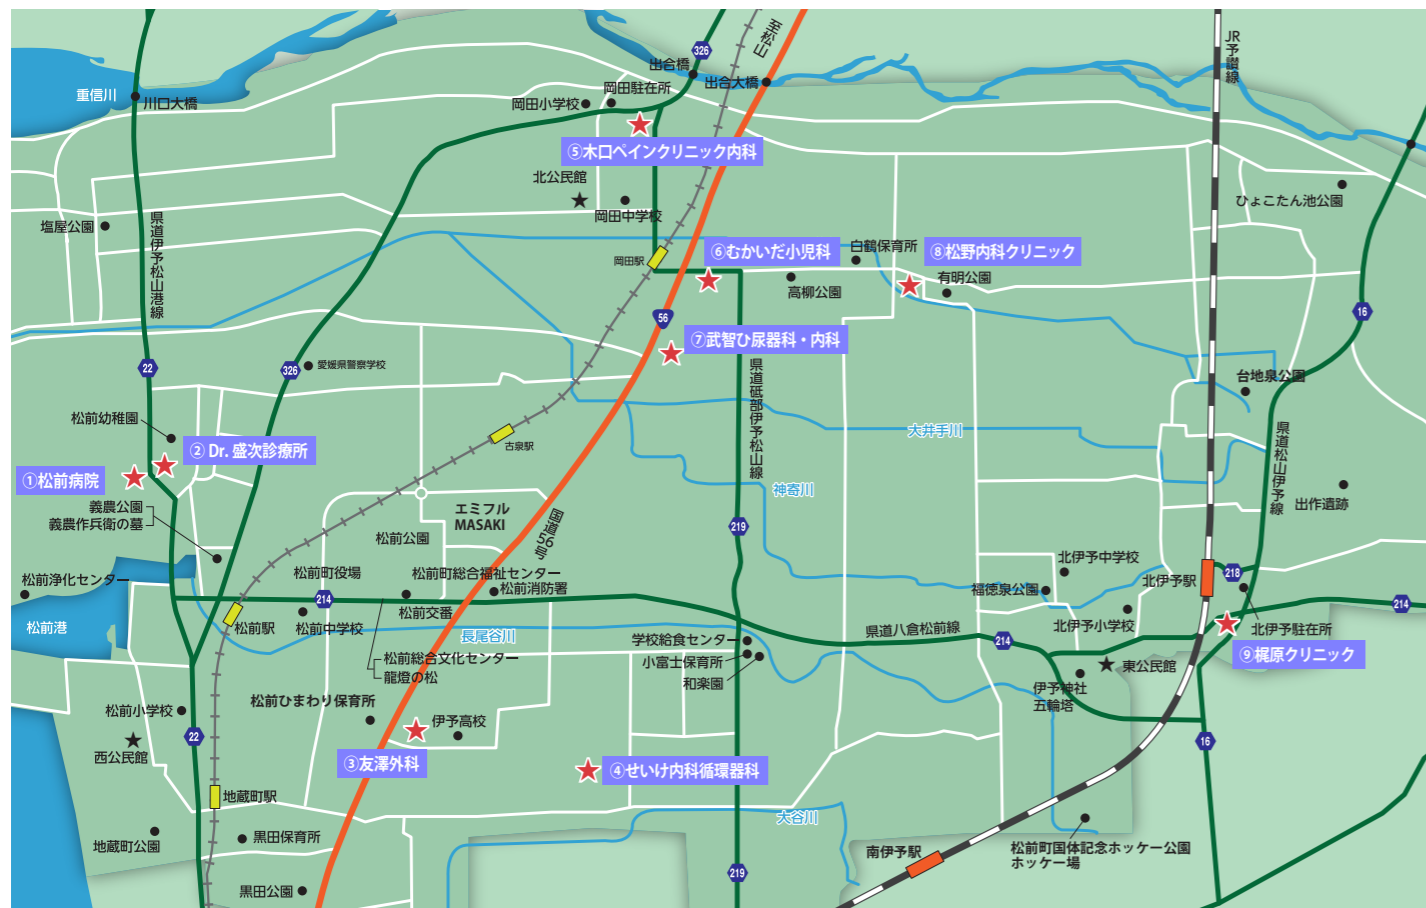 至松山
JR予讃線
326
出合橋
出合大橋
重信川
川口大橋
岡田小学校
岡田駐在所
⑤木口ペインクリニック内科
北公民館
岡田中学校
ひょこたん池公園
塩屋公園
県道伊予松山港線
岡田駅
⑥むかいだ小児科
白鶴保育所
⑧松野内科クリニック
高柳公園
有明公園
56
16
⑦武智ひ尿器科・内科
22
326
愛媛県警察学校
県道砥部伊予松山線
台地泉公園
松前幼稚園
古泉駅
大井手川
県道松山伊予線
② Dr. 盛次診療所
①松前病院
神寄川
出作遺跡
義農公園
義農作兵衛の墓
エミフル
MASAKI
国道56号
松前公園
219
松前浄化センター
松前町役場
松前町総合福祉センター
松前消防署
北伊予中学校
北伊予駅
218
福徳泉公園
214
松前交番
214
松前港
松前駅
松前中学校
長尾谷川
学校給食センター
県道八倉松前線
214
北伊予小学校
北伊予駐在所
松前総合文化センター
龍燈の松
小富士保育所
和楽園
⑨梶原クリニック
東公民館
伊予神社
五輪塔
松前ひまわり保育所
松前小学校
伊予高校
22
16
西公民館
③友澤外科
④せいけ内科循環器科
地蔵町駅
大谷川
地蔵町公園
黒田保育所
南伊予駅
松前町国体記念ホッケー公園
ホッケー場
219
黒田公園